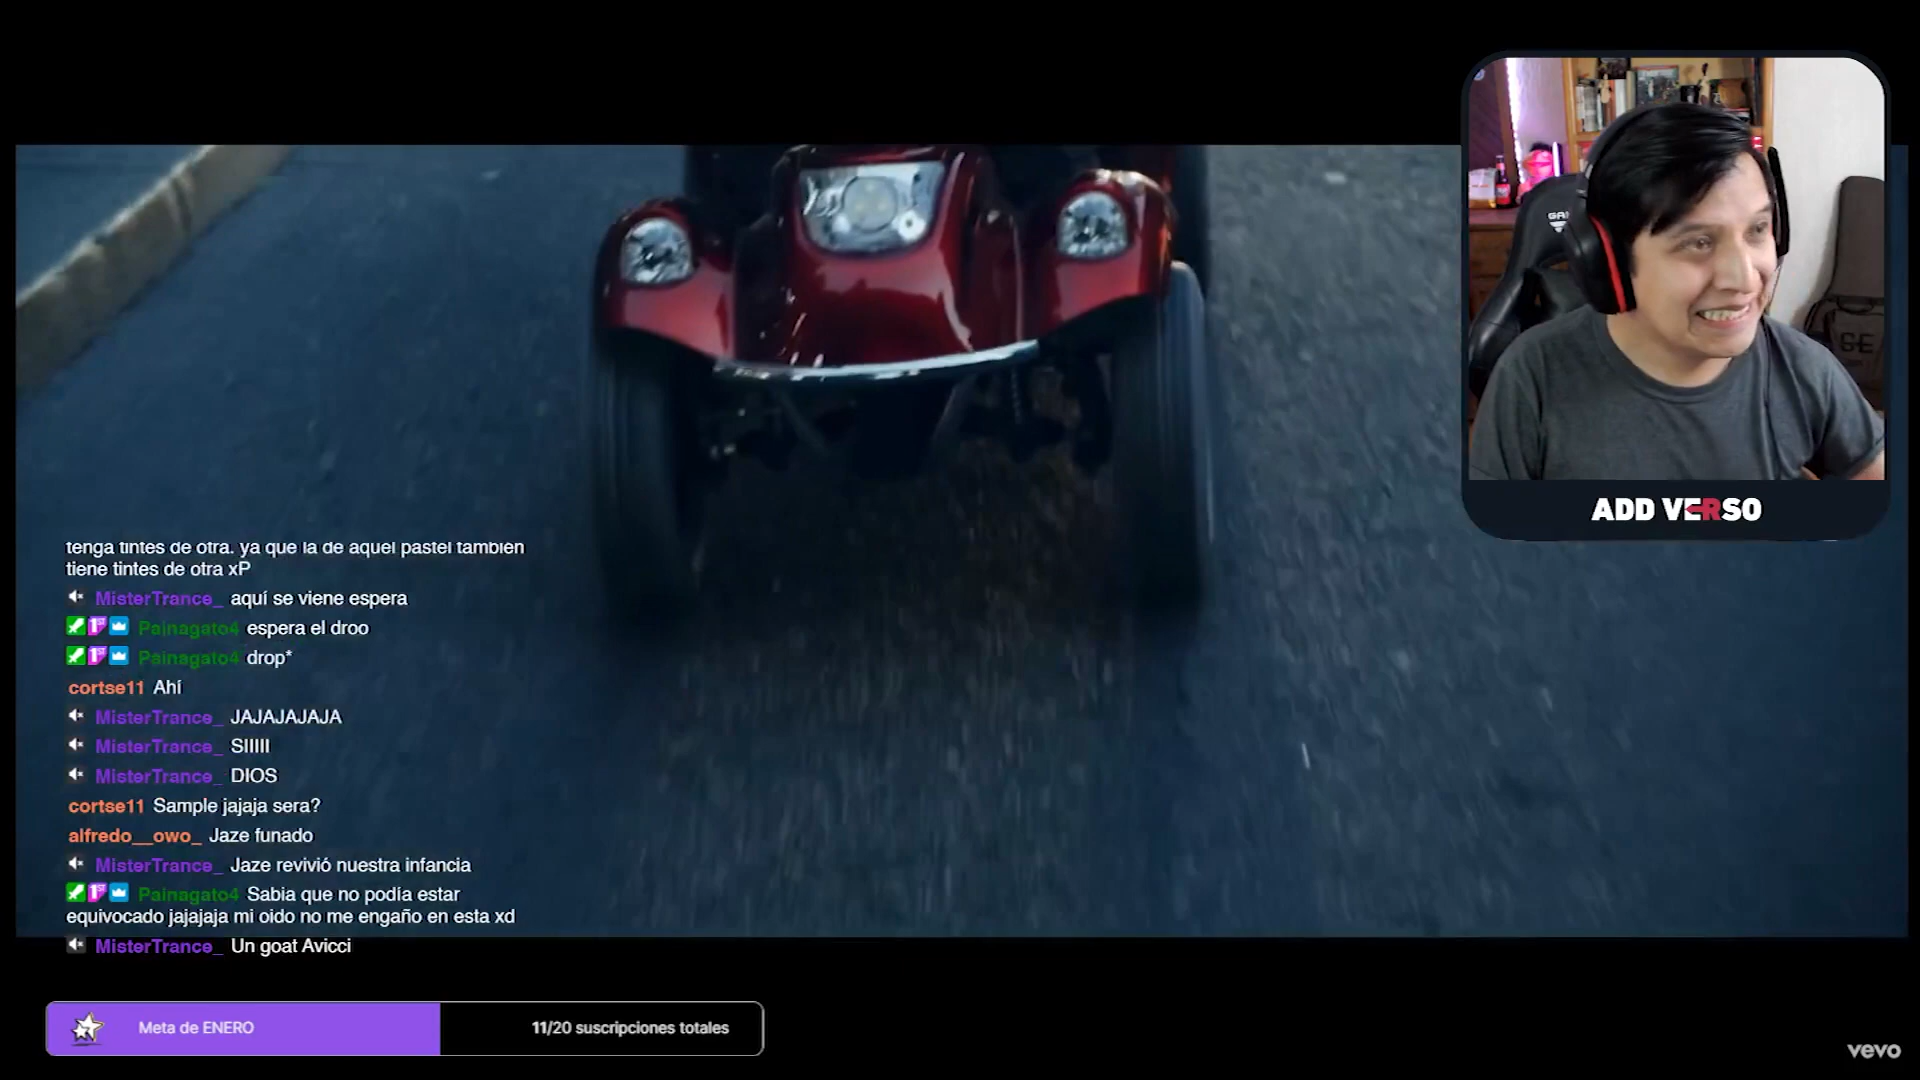 tenga tintes de otra. ya que la de aquel pastel tambien
tiene tintes de otra xP
MisterTrance_ aquí se viene espera
Painagato4 espera el droo
Painagato4 drop*
cortse11 Ahí
MisterTrance_ JAJAJAJAJA
MisterTrance_ SIIIII
MisterTrance_ DIOS
cortse11 Sample jajaja sera?
alfredo__owo_ Jaze funado
MisterTrance_ Jaze revivió nuestra infancia
Painagato4 Sabia que no podía estar
equivocado jajajaja mi oido no me engaño en esta xd
MisterTrance_ Un goat Avicci
Meta de ENERO
11/20 suscripciones totales
ADD VERSO
GA
SE
vevo